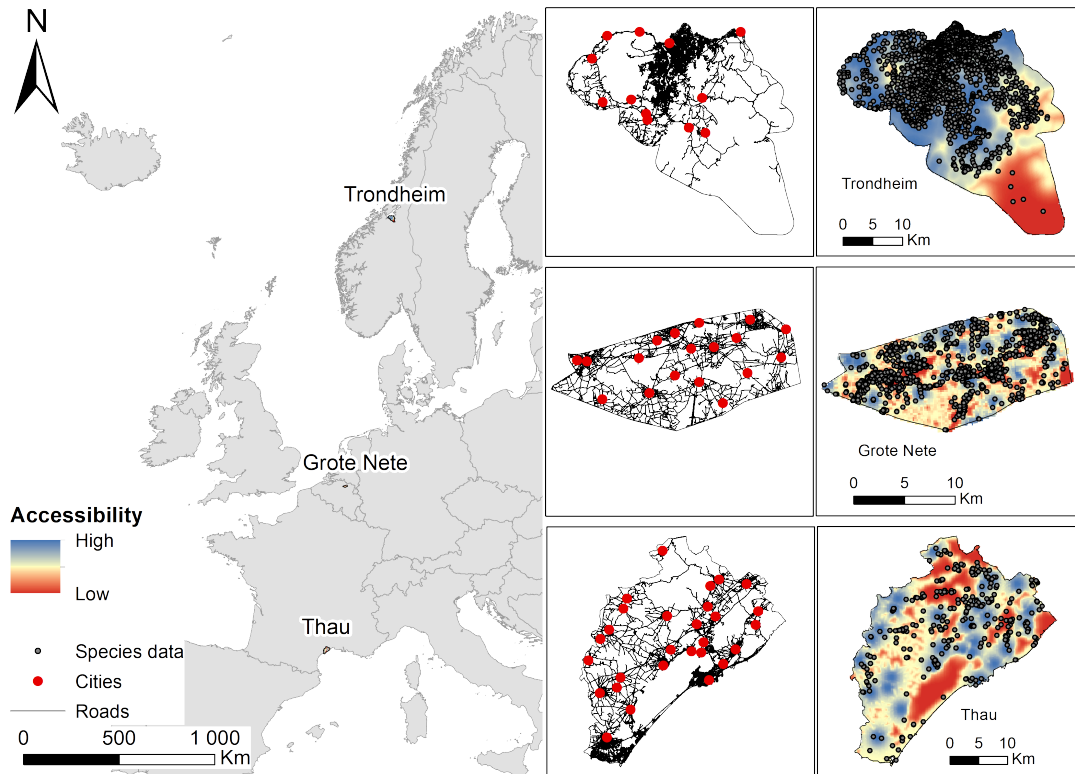 N
Trondheim
Grote Nete
Thau
Accessibility
High
Low
Species data
Cities
Roads
0 500 1 000
Km
Trondheim
0 5 10
Km
Grote Nete
0 5 10
Km
Thau
0 5 10
Km